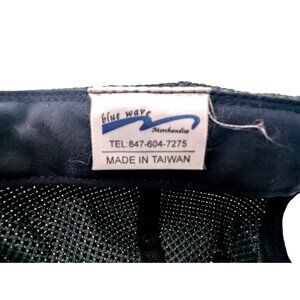 blue wave
Merchandise
TEL:847-604-7275
MADE IN TAIWAN